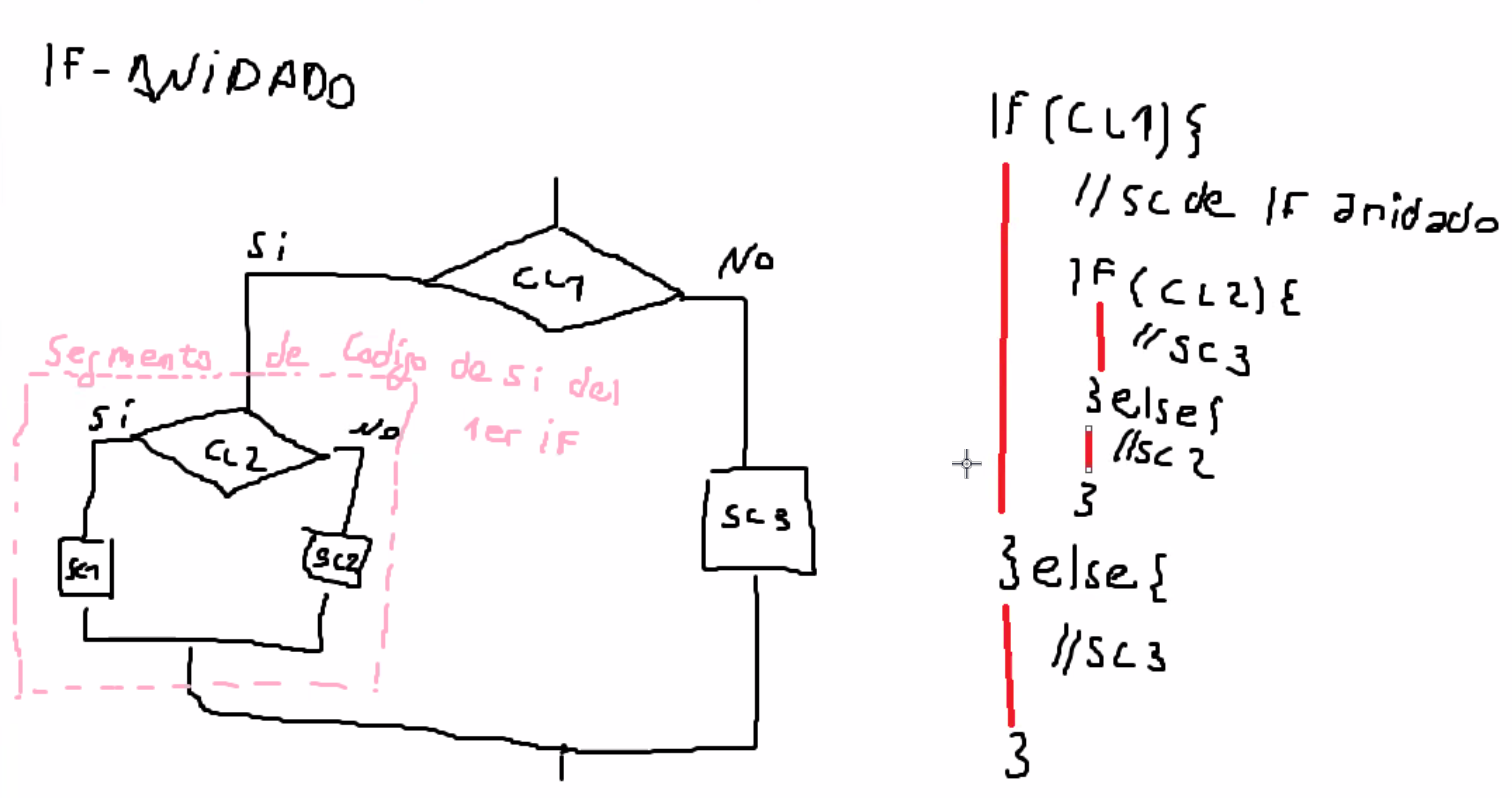 IF-ANiDADO
Si
CL1
No
Segmento de Codigo de si del
1er iF
Si
CL2
No
SC1
SC2
SC3
If (CL1) {
//SC de IF anidado
IF (CL2) {
//SC3
}else{
//SC2
}
}else{
//SC3
}